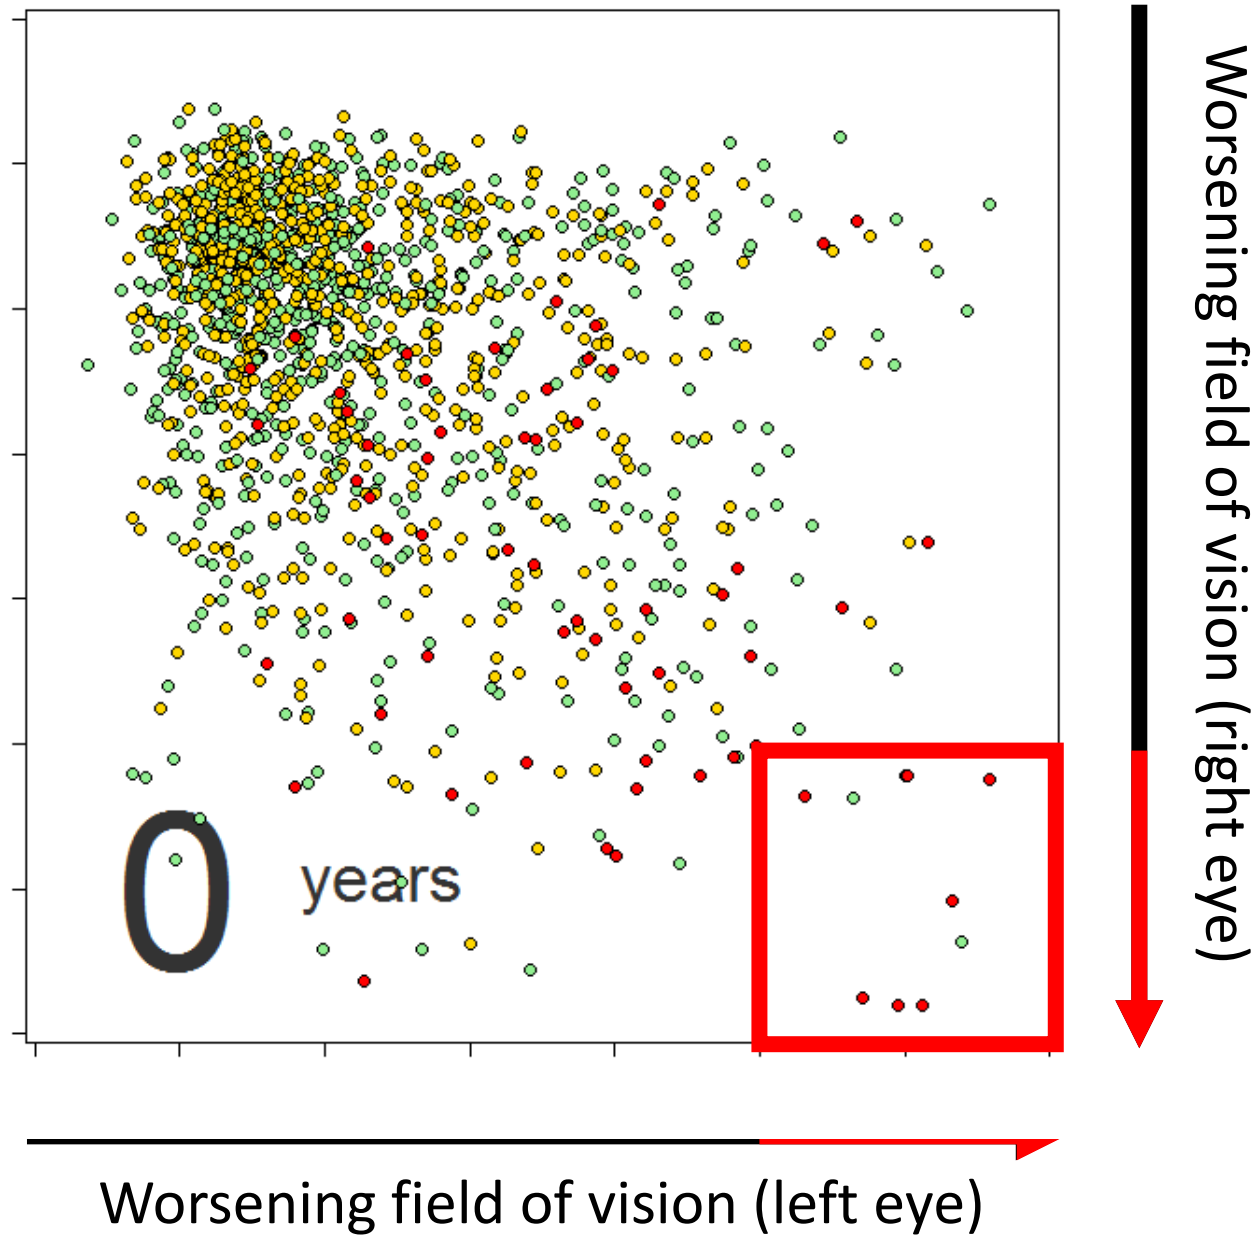 0 years
Worsening field of vision (right eye)
Worsening field of vision (left eye)